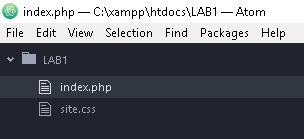 index.php — C:\xampp\htdocs\LAB1 — Atom
File Edit View Selection Find Packages Help
LAB1
index.php
site.css